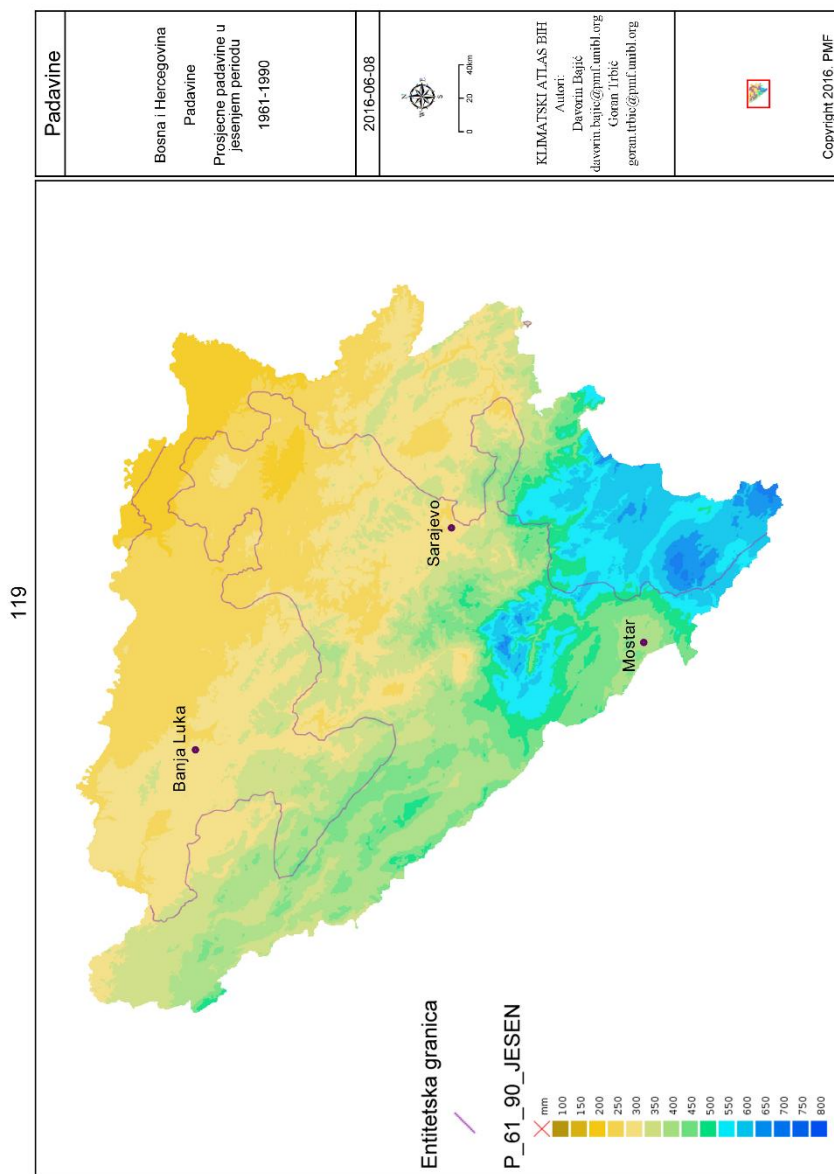 119
Padavine
Bosna i Hercegovina
Padavine
Prosjecne padavine u
jesenjem periodu
1961-1990
2016-06-08
N
W
E
S
0 20 40km
KLIMATSKI ATLAS BIH
Autori:
Davorin Bajić
davorin.bajic@pmf.unibl.org
Goran Trbić
goran.trbic@pmf.unibl.org
Copyright 2016. PMF
Banja Luka
Sarajevo
Mostar
Entitetska granica
P_61_90_JESEN
mm
100
150
200
250
300
350
400
450
500
550
600
650
700
750
800